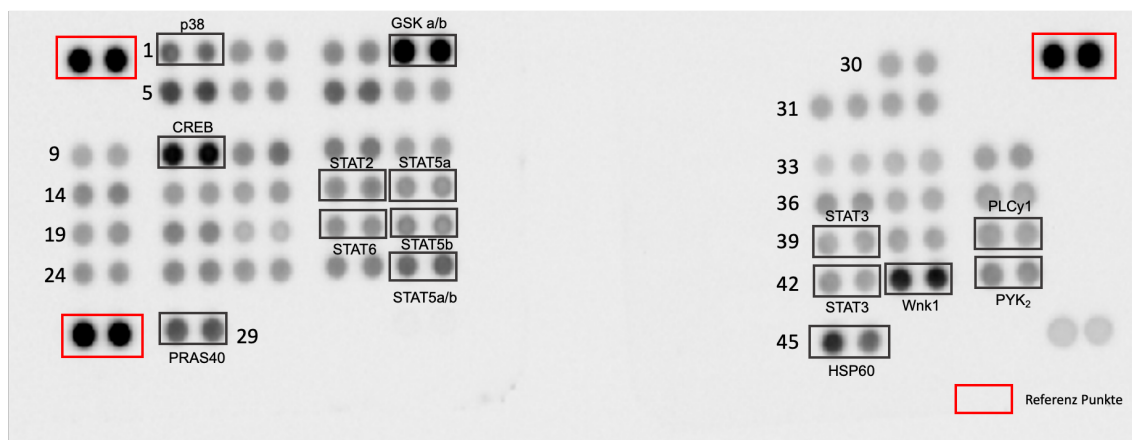 p38
GSK a/b
1
5
CREB
9
STAT2
STAT5a
14
19
STAT6
STAT5b
24
STAT5a/b
29
PRAS40
30
31
33
36
STAT3
PLCy1
39
42
STAT3
Wnk1
PYK₂
45
HSP60
Referenz Punkte